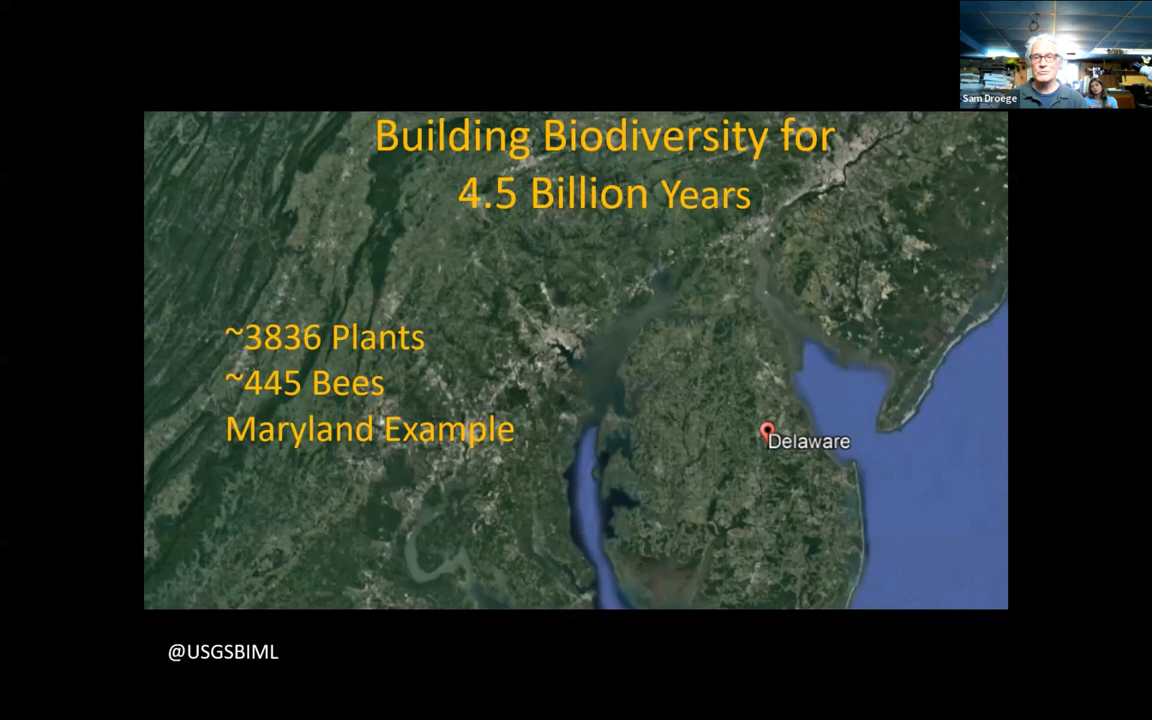 Sam Droege
Building Biodiversity for
4.5 Billion Years
~3836 Plants
~445 Bees
Maryland Example
Delaware
@USGSBIML